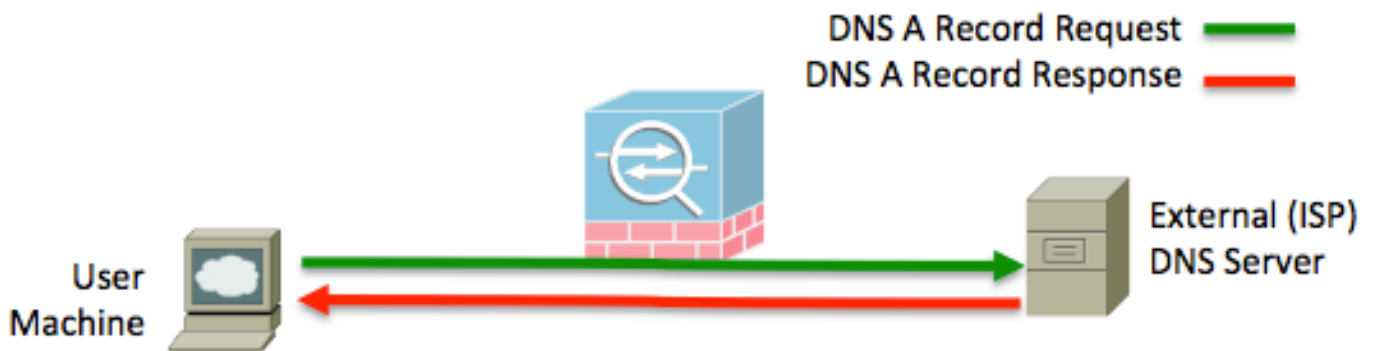 DNS A Record Request
DNS A Record Response
User
Machine
External (ISP)
DNS Server